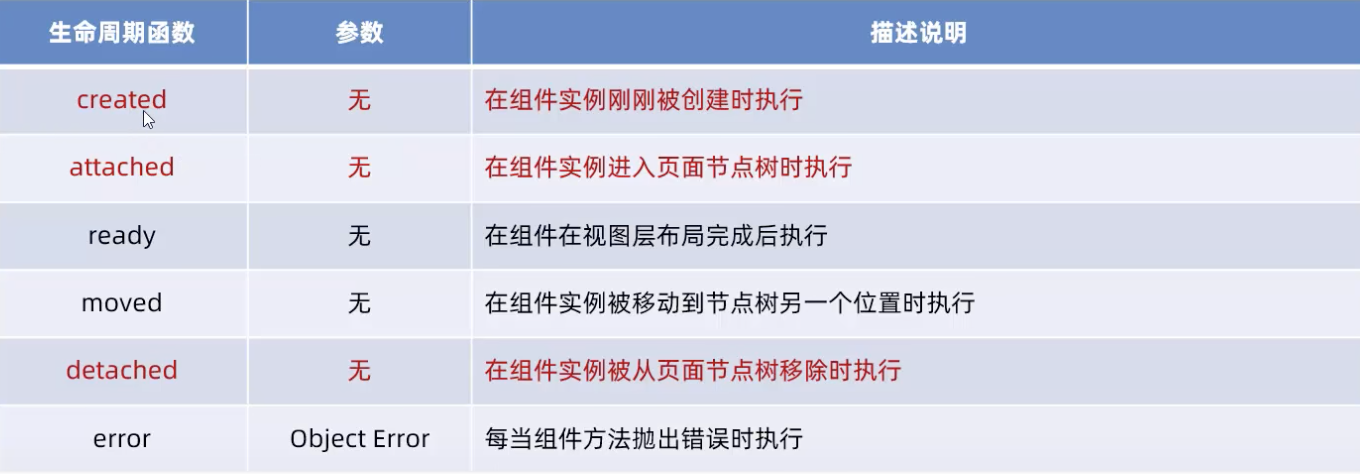 生命周期函数 参数 描述说明
created 无 在组件实例刚刚被创建时执行
attached 无 在组件实例进入页面节点树时执行
ready 无 在组件在视图层布局完成后执行
moved 无 在组件实例被移动到节点树另一个位置时执行
detached 无 在组件实例被从页面节点树移除时执行
error Object Error 每当组件方法抛出错误时执行